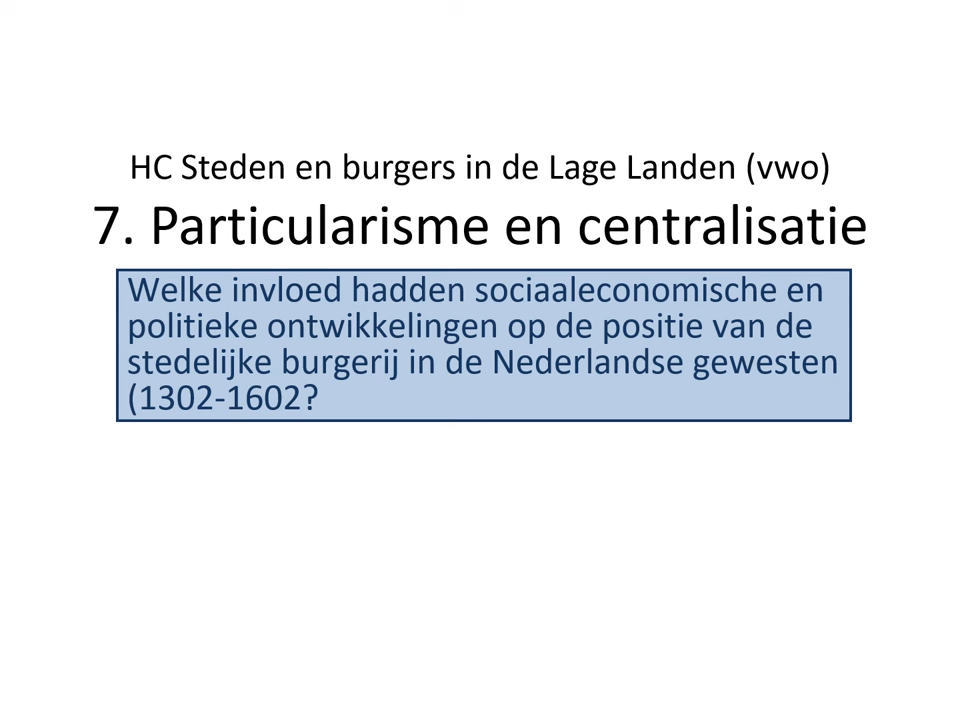 HC Steden en burgers in de Lage Landen (vwo)
7. Particularisme en centralisatie
Welke invloed hadden sociaaleconomische en
politieke ontwikkelingen op de positie van de
stedelijke burgerij in de Nederlandse gewesten
(1302-1602?